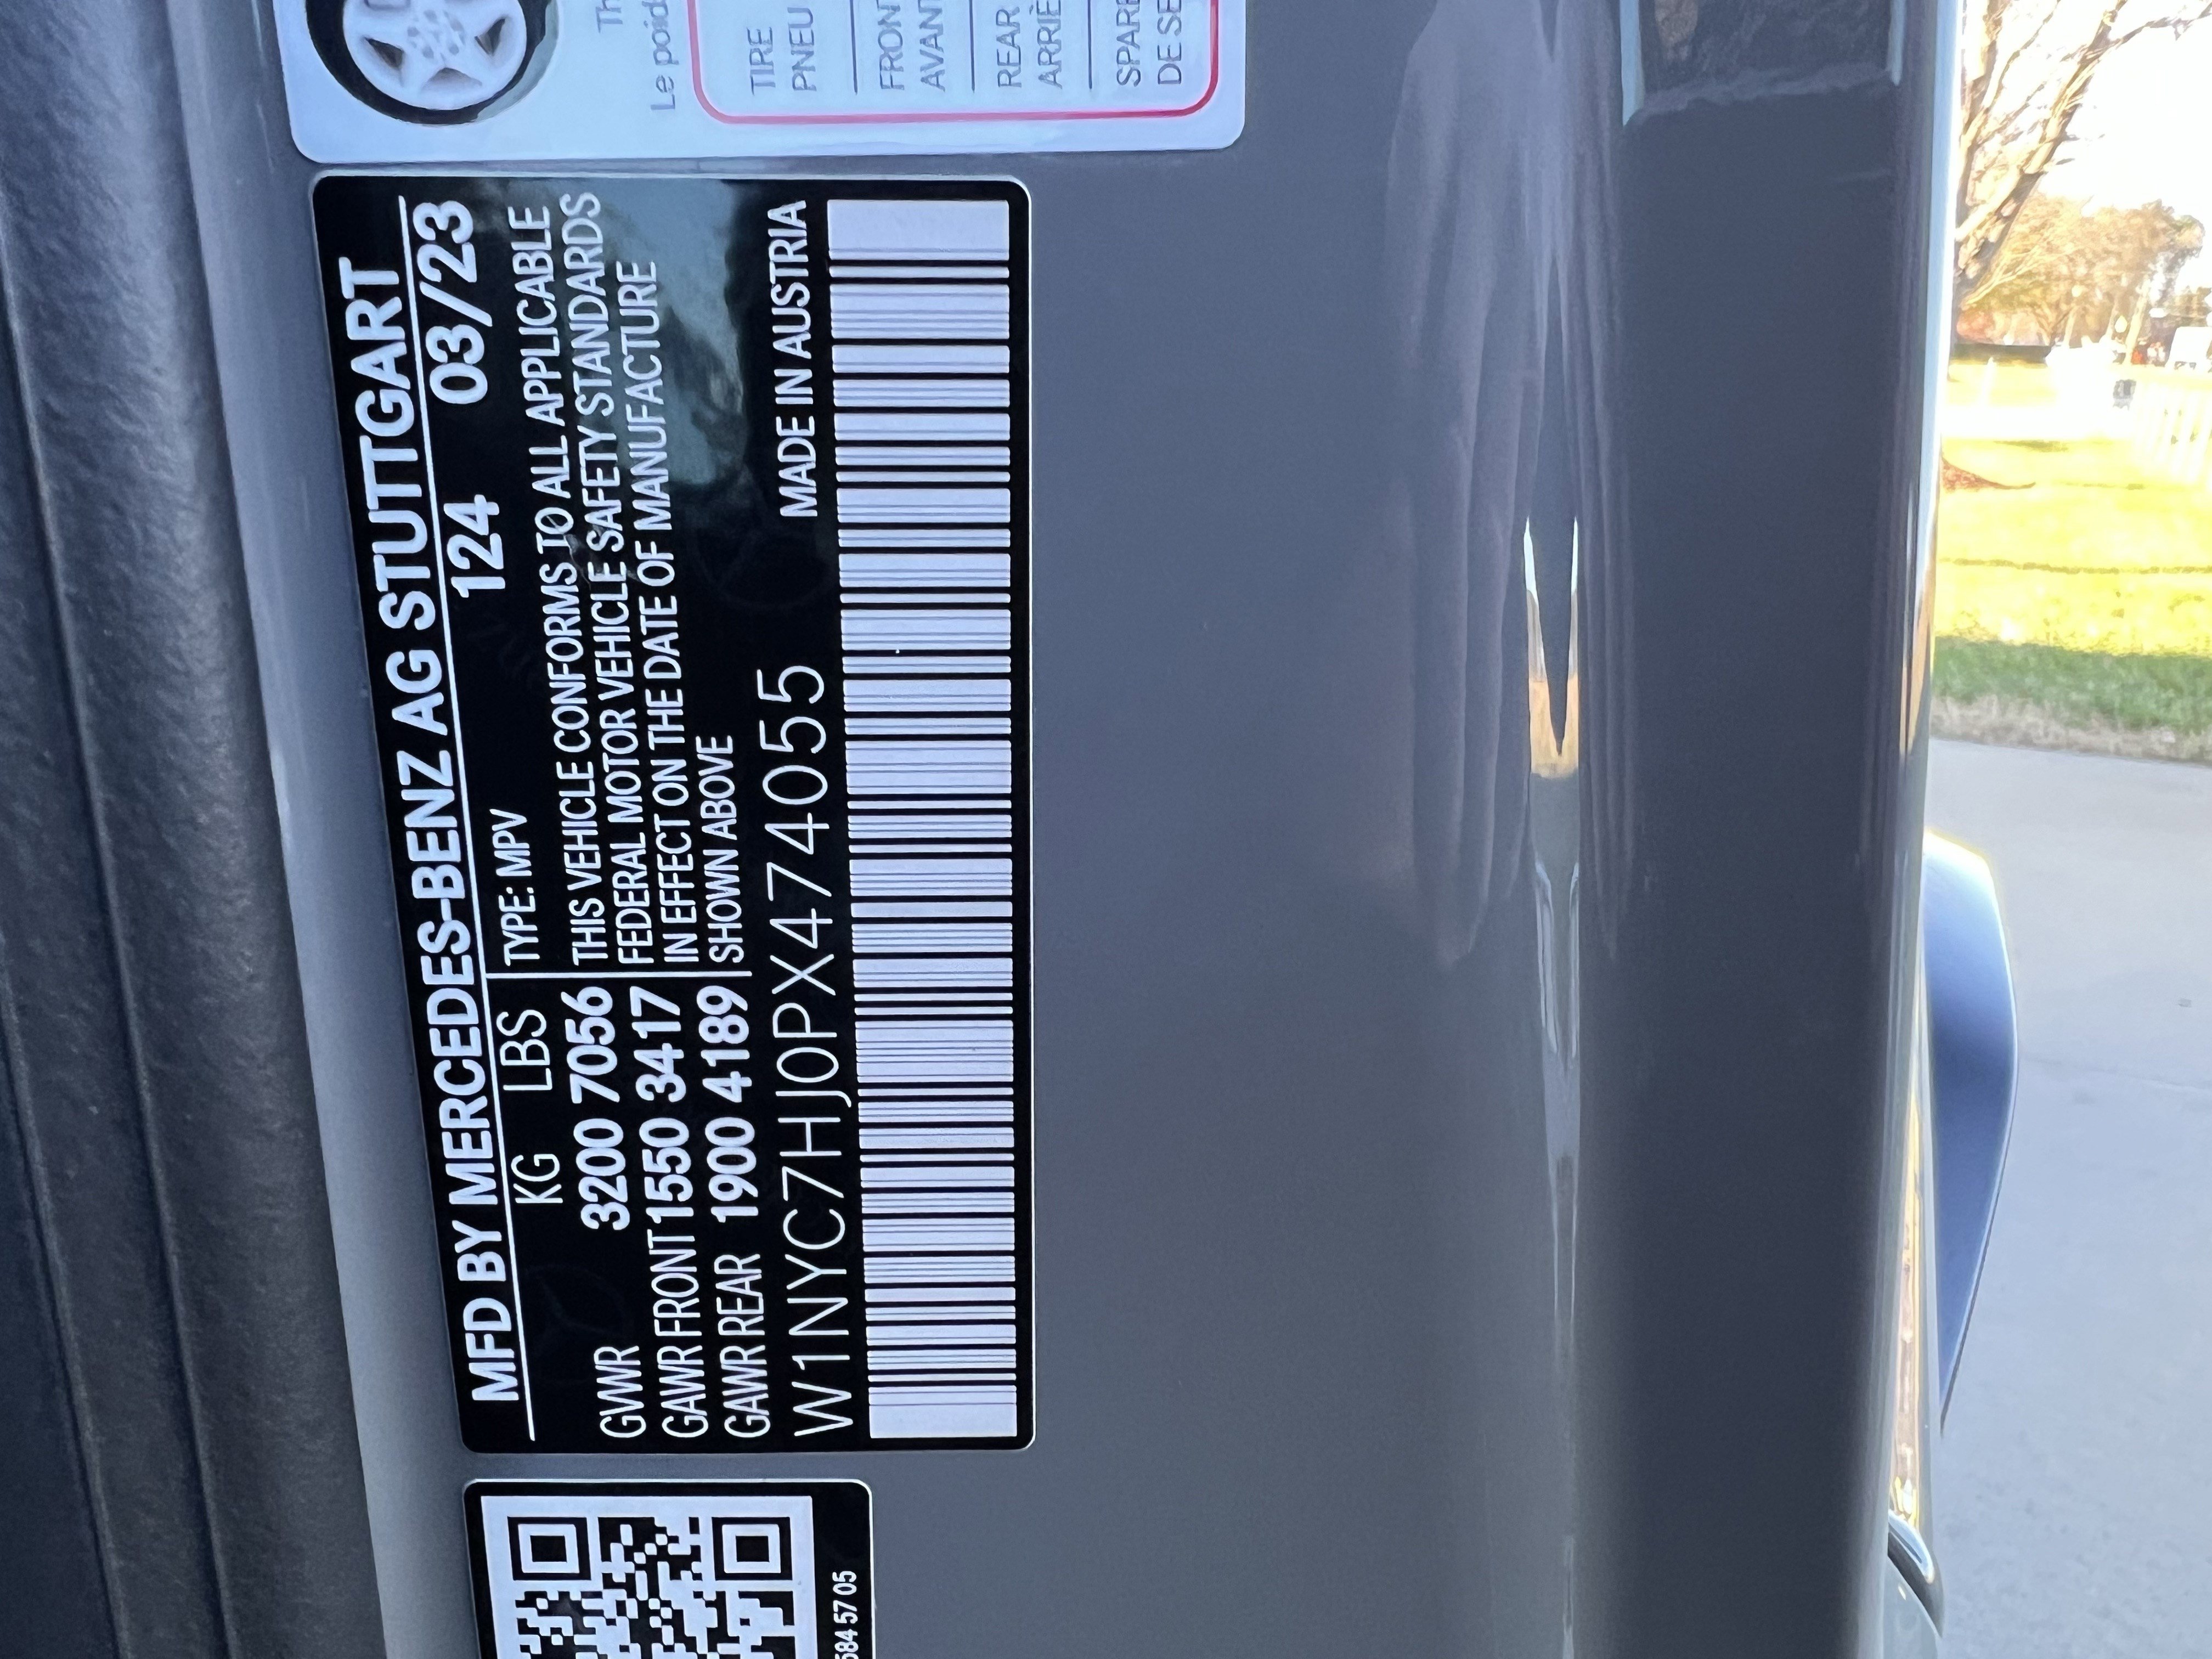 MFD BY MERCEDES-BENZ AG STUTTGART
KG LBS TYPE: MPV 124 03/23
GVWR 3200 7056
GAWR FRONT 1550 3417
GAWR REAR 1900 4189
THIS VEHICLE CONFORMS TO ALL APPLICABLE
FEDERAL MOTOR VEHICLE SAFETY STANDARDS
IN EFFECT ON THE DATE OF MANUFACTURE
SHOWN ABOVE
W1NYC7HJ0PX474055 MADE IN AUSTRIA
584 57 05
Th
Le poid
TIRE
PNEU
FRONT
AVANT
REAR
ARRIÈ
SPARE
DE SE